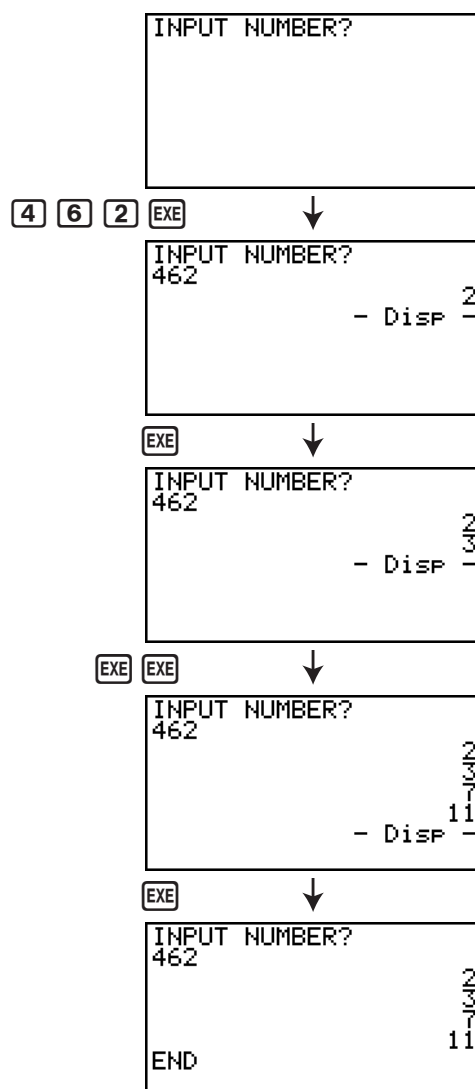 INPUT NUMBER?
4 6 2 EXE
INPUT NUMBER?
462
2
- Disp -
EXE
INPUT NUMBER?
462
2
3
- Disp -
EXE EXE
INPUT NUMBER?
462
2
3
7
11
- Disp -
EXE
INPUT NUMBER?
462
2
3
7
11
END